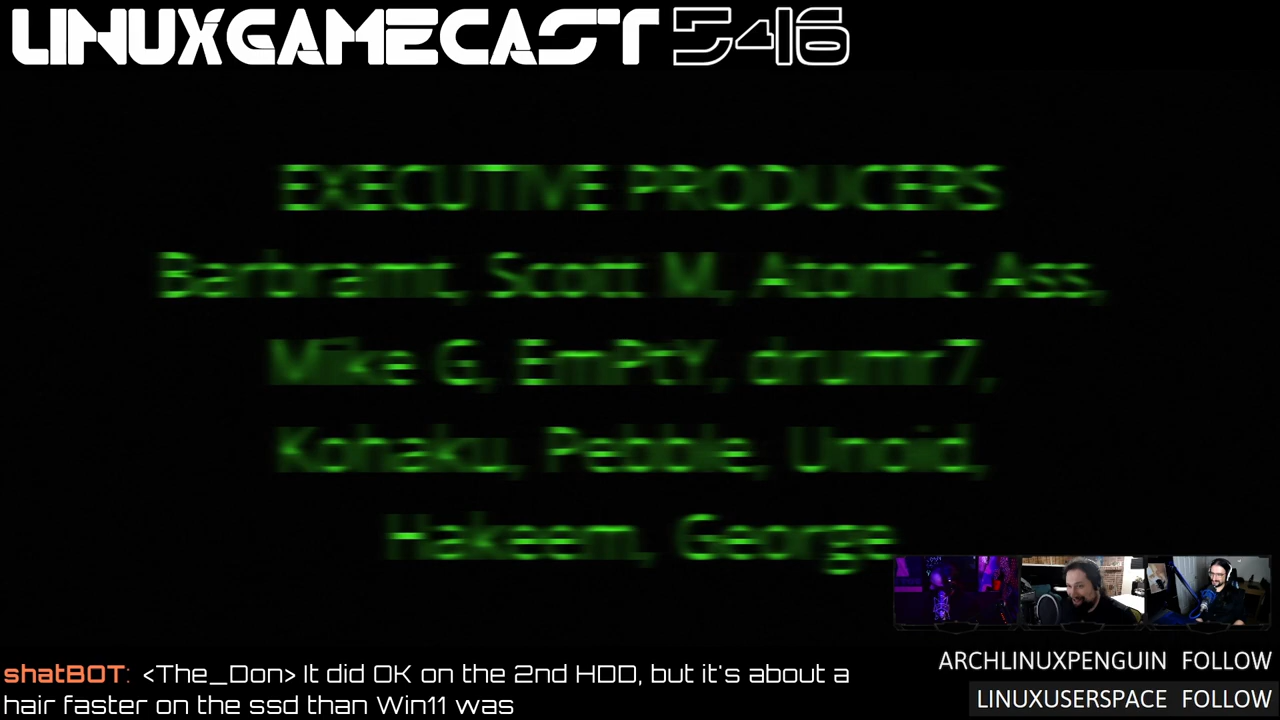 LINUXGAMECAST 546
EXECUTIVE PRODUCERS
Barbramt, Scott M, Atomic Ass,
Mike G, EmPtY, drumr7,
Kohaku, Pebble, Unoid,
Hakeem, George
shatBOT: <The_Don> It did OK on the 2nd HDD, but it's about a
hair faster on the ssd than Win11 was
ARCHLINUXPENGUIN FOLLOW
LINUXUSERSPACE FOLLOW